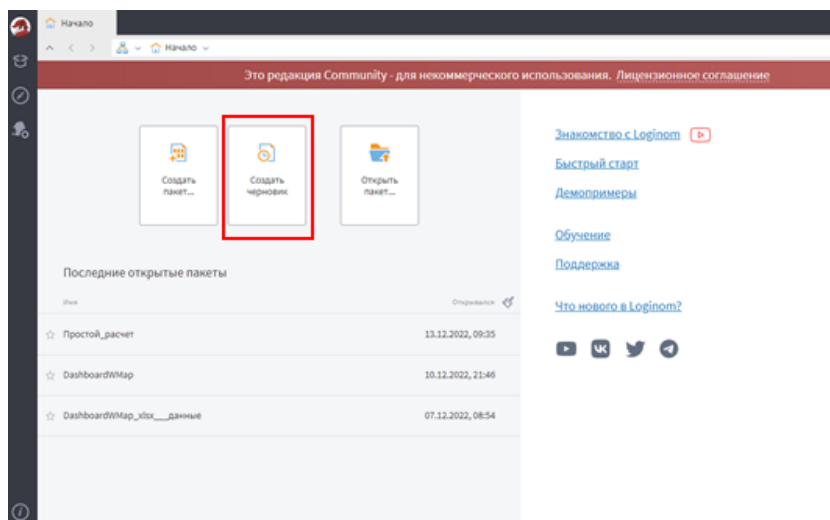 Начало
Начало
Это редакция Community - для некоммерческого использования. Лицензионное соглашение
Создать пакет...
Создать черновик
Открыть пакет...
Знакомство с Loginom
Быстрый старт
Демопримеры
Обучение
Поддержка
Что нового в Loginom?
Последние открытые пакеты
Имя
Открывался
Простой_расчет
13.12.2022, 09:35
DashboardWMap
10.12.2022, 21:46
DashboardWMap_xlsx___данные
07.12.2022, 08:54